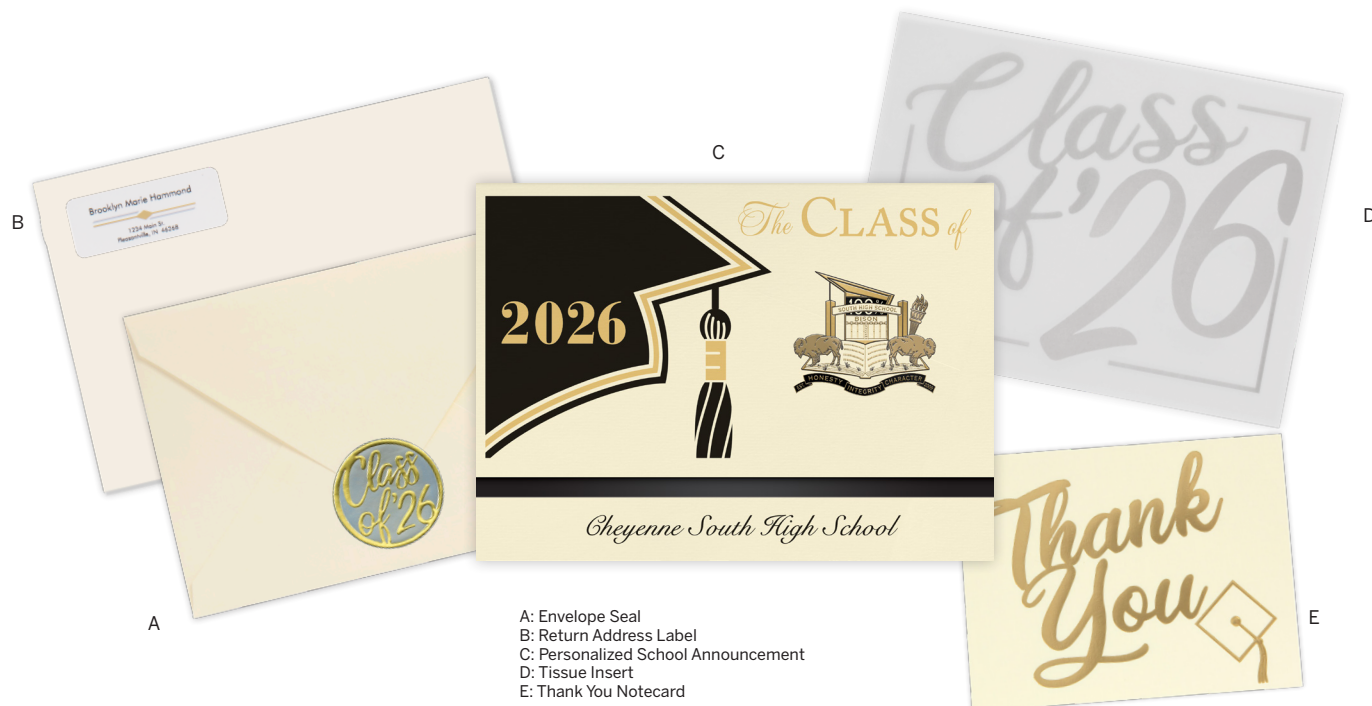 C
B
D
A
E
Brooklyn Marie Hammond
1234 Main St.
Pleasantville, IN 46268
Class
of '26
2026
The CLASS of
100%
SOUTH HIGH SCHOOL
BISON
HONESTY INTEGRITY CHARACTER
Cheyenne South High School
Class
of '26
Thank
You
A: Envelope Seal
B: Return Address Label
C: Personalized School Announcement
D: Tissue Insert
E: Thank You Notecard